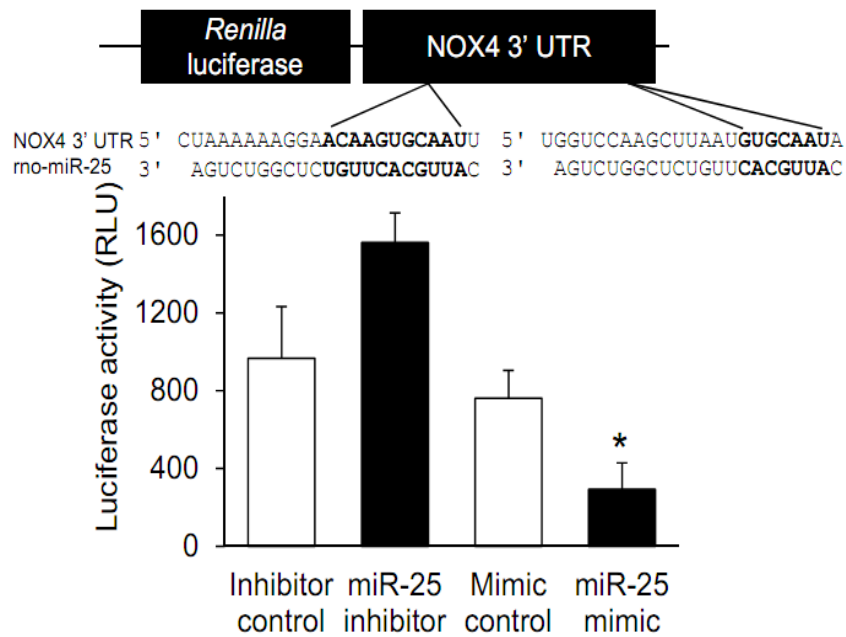 Renilla
luciferase
NOX4 3' UTR
NOX4 3' UTR 5' CUAAAAAAGGAACAAGUGCAAUU 5' UGGUCCAAGCUUAAUGUGCAAUA
rno-miR-25 3' AGUCUGGCUCUGUUCACGUUAC 3' AGUCUGGCUCUGUUCACGUUAC
Luciferase activity (RLU)
1600
1200
800
400
0
*
Inhibitor control
miR-25 inhibitor
Mimic control
miR-25 mimic